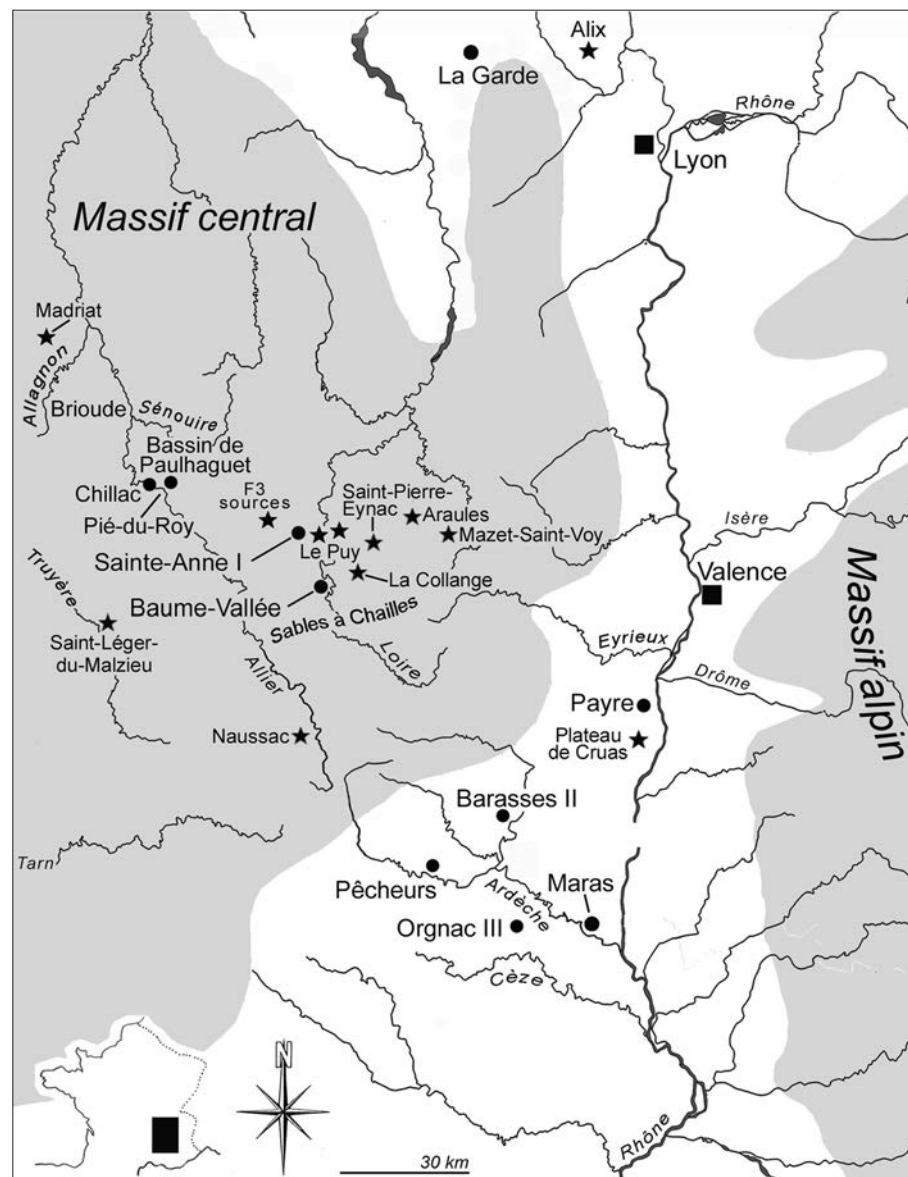 Alix
La Garde
Rhône
Lyon
Massif central
Madriat
Allagnon
Brioude
Sénouire
Bassin de
Paulhaguet
Chillac
F3
sources
Saint-Pierre-
Eynac
Araules
Pié-du-Roy
Mazet-Saint-Voy
Isère
Sainte-Anne I
Le Puy
La Collange
Valence
Massif alpin
Truyère
Baume-Vallée
Sables à Chailles
Saint-Léger-
du-Malzieu
Loire
Eyrieux
Allier
Drôme
Payre
Naussac
Plateau
de Cruas
Barasses II
Tarn
Pêcheurs
Ardèche
Maras
Orgnac III
Cèze
N
Rhône
30 km